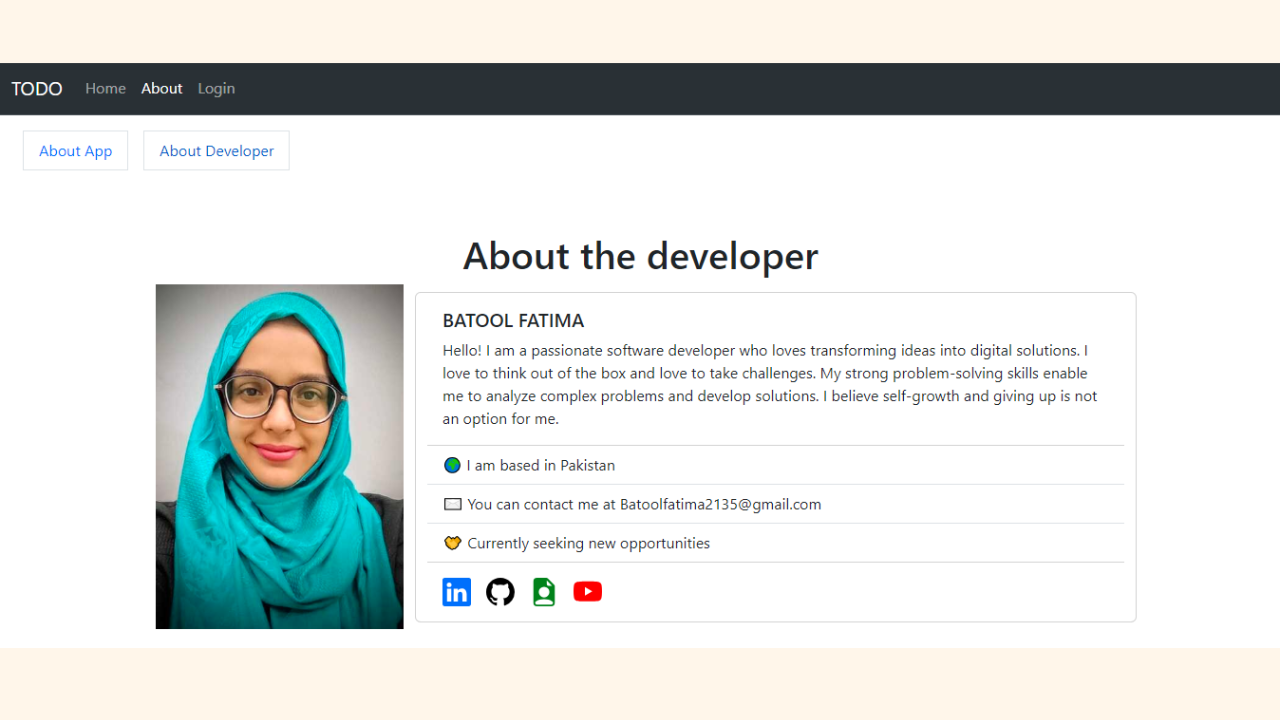 TODO Home About Login
About App About Developer
About the developer
BATOOL FATIMA
Hello! I am a passionate software developer who loves transforming ideas into digital solutions. I
love to think out of the box and love to take challenges. My strong problem-solving skills enable
me to analyze complex problems and develop solutions. I believe self-growth and giving up is not
an option for me.
I am based in Pakistan
You can contact me at Batoolfatima2135@gmail.com
Currently seeking new opportunities
in